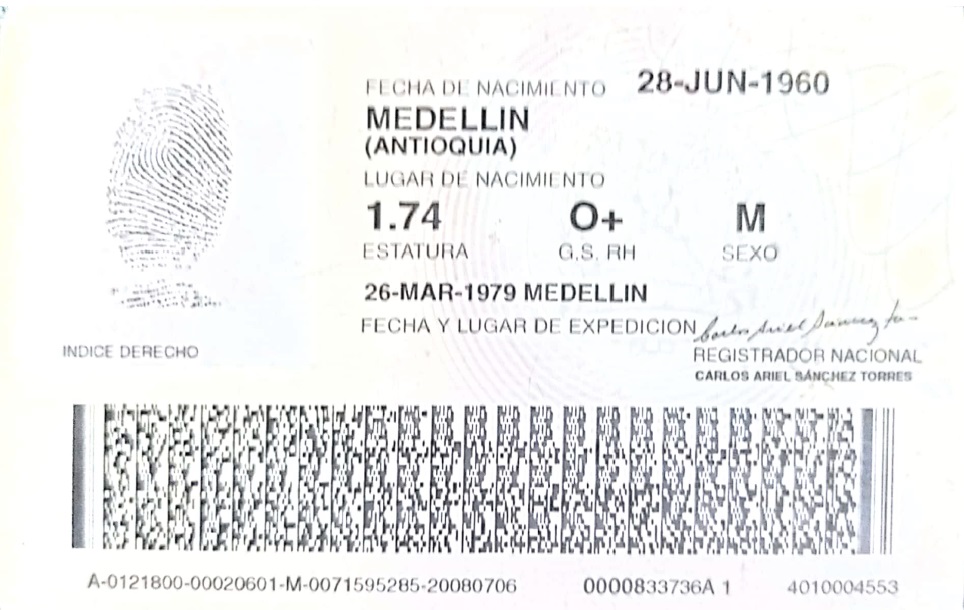 FECHA DE NACIMIENTO 28-JUN-1960
MEDELLIN
(ANTIOQUIA)
LUGAR DE NACIMIENTO
1.74 O+ M
ESTATURA G.S. RH SEXO
26-MAR-1979 MEDELLIN
FECHA Y LUGAR DE EXPEDICION
INDICE DERECHO
REGISTRADOR NACIONAL
CARLOS ARIEL SÁNCHEZ TORRES
A-0121800-00020601-M-0071595285-20080706 0000833736A 1 4010004553